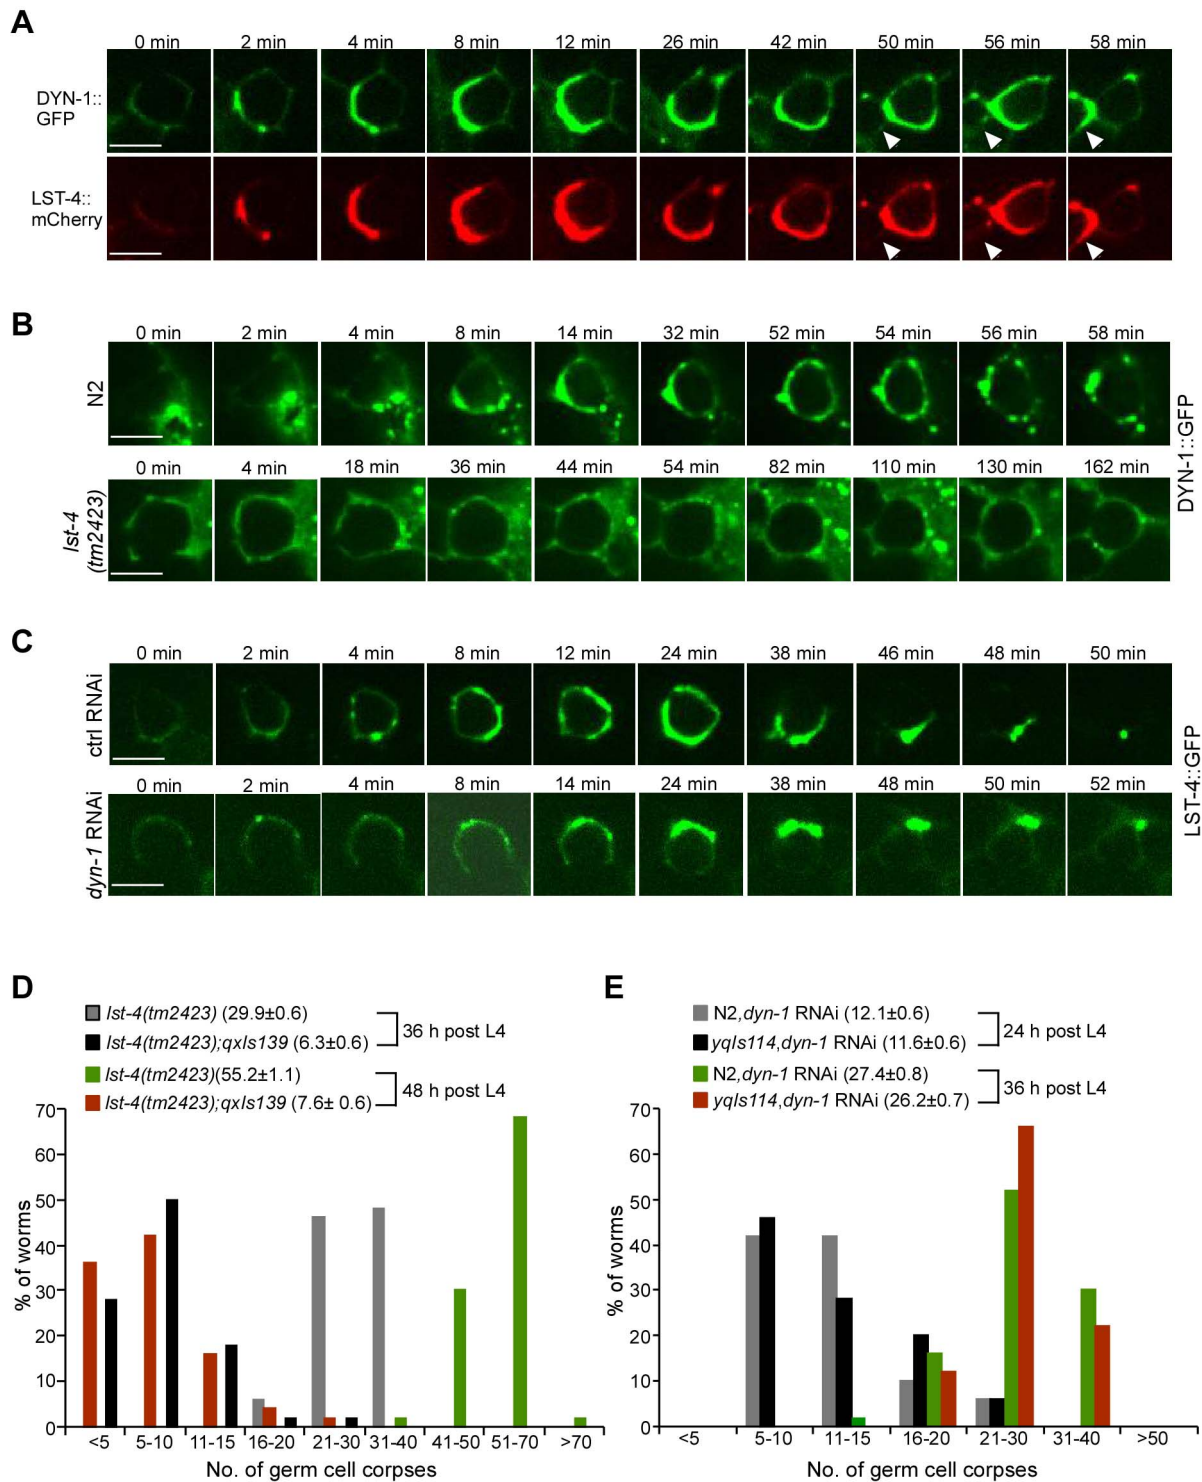 A
0 min 2 min 4 min 8 min 12 min 26 min 42 min 50 min 56 min 58 min
DYN-1::
GFP
LST-4::
mCherry
B
0 min 2 min 4 min 8 min 14 min 32 min 52 min 54 min 56 min 58 min
N2
0 min 4 min 18 min 36 min 44 min 54 min 82 min 110 min 130 min 162 min
lst-4
(tm2423)
DYN-1::GFP
C
0 min 2 min 4 min 8 min 12 min 24 min 38 min 46 min 48 min 50 min
ctrl RNAi
0 min 2 min 4 min 8 min 14 min 24 min 38 min 48 min 50 min 52 min
dyn-1 RNAi
LST-4::GFP
D
lst-4(tm2423) (29.9±0.6)
lst-4(tm2423);qxIs139 (6.3±0.6)
36 h post L4
lst-4(tm2423)(55.2±1.1)
lst-4(tm2423);qxIs139 (7.6± 0.6)
48 h post L4
% of worms
70
60
50
40
30
20
10
0
<5 5-10 11-15 16-20 21-30 31-40 41-50 51-70 >70
No. of germ cell corpses
E
N2,dyn-1 RNAi (12.1±0.6)
yqIs114,dyn-1 RNAi (11.6±0.6)
24 h post L4
N2,dyn-1 RNAi (27.4±0.8)
yqIs114,dyn-1 RNAi (26.2±0.7)
36 h post L4
% of worms
70
60
50
40
30
20
10
0
<5 5-10 11-15 16-20 21-30 31-40 >50
No. of germ cell corpses